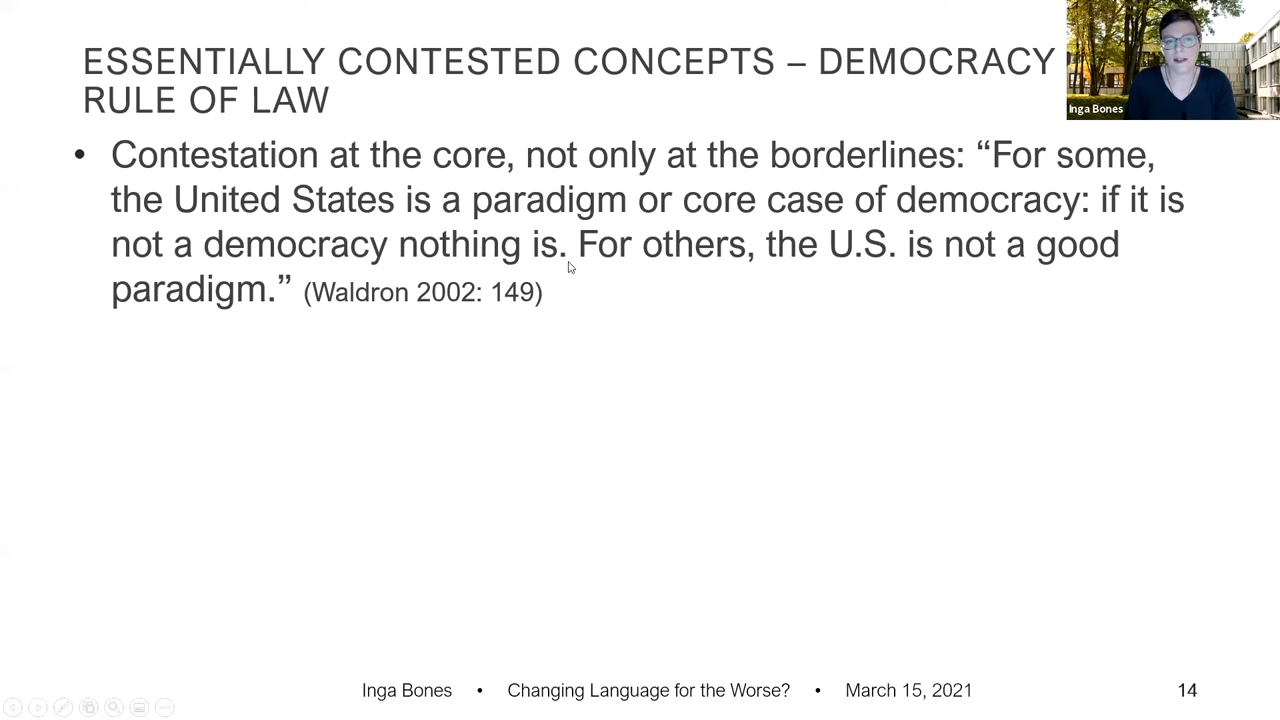 ESSENTIALLY CONTESTED CONCEPTS – DEMOCRACY
RULE OF LAW
Inga Bones
• Contestation at the core, not only at the borderlines: “For some,
the United States is a paradigm or core case of democracy: if it is
not a democracy nothing is. For others, the U.S. is not a good
paradigm.” (Waldron 2002: 149)
Inga Bones • Changing Language for the Worse? • March 15, 2021 14